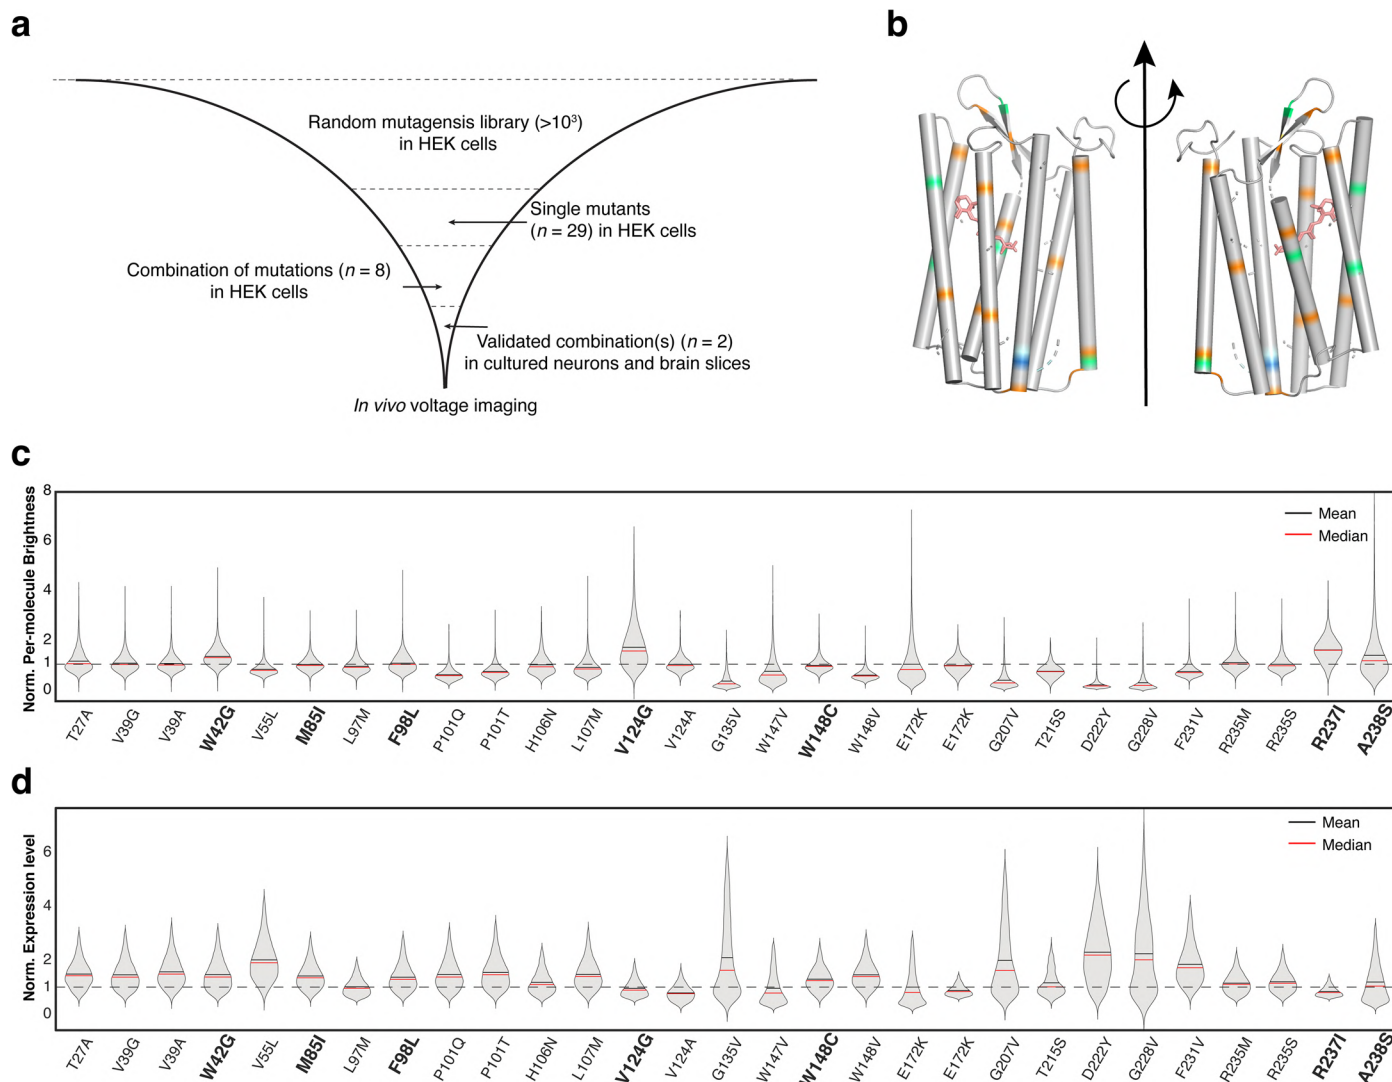 a
b
Random mutagensis library (>10³)
in HEK cells
Single mutants
(n = 29) in HEK cells
Combination of mutations (n = 8)
in HEK cells
Validated combination(s) (n = 2)
in cultured neurons and brain slices
In vivo voltage imaging
c
Norm. Per-molecule Brightness
8
6
4
2
1
0
Mean
Median
T27A V39G V39A W42G V55L M85I L97M F98L P101Q P101T H106N L107M V124G V124A G135V W147V W148C W148V E172K E172K G207V T215S D222Y G228V F231V R235M R235S R237I A238S
d
Norm. Expression level
6
4
2
1
0
Mean
Median
T27A V39G V39A W42G V55L M85I L97M F98L P101Q P101T H106N L107M V124G V124A G135V W147V W148C W148V E172K E172K G207V T215S D222Y G228V F231V R235M R235S R237I A238S